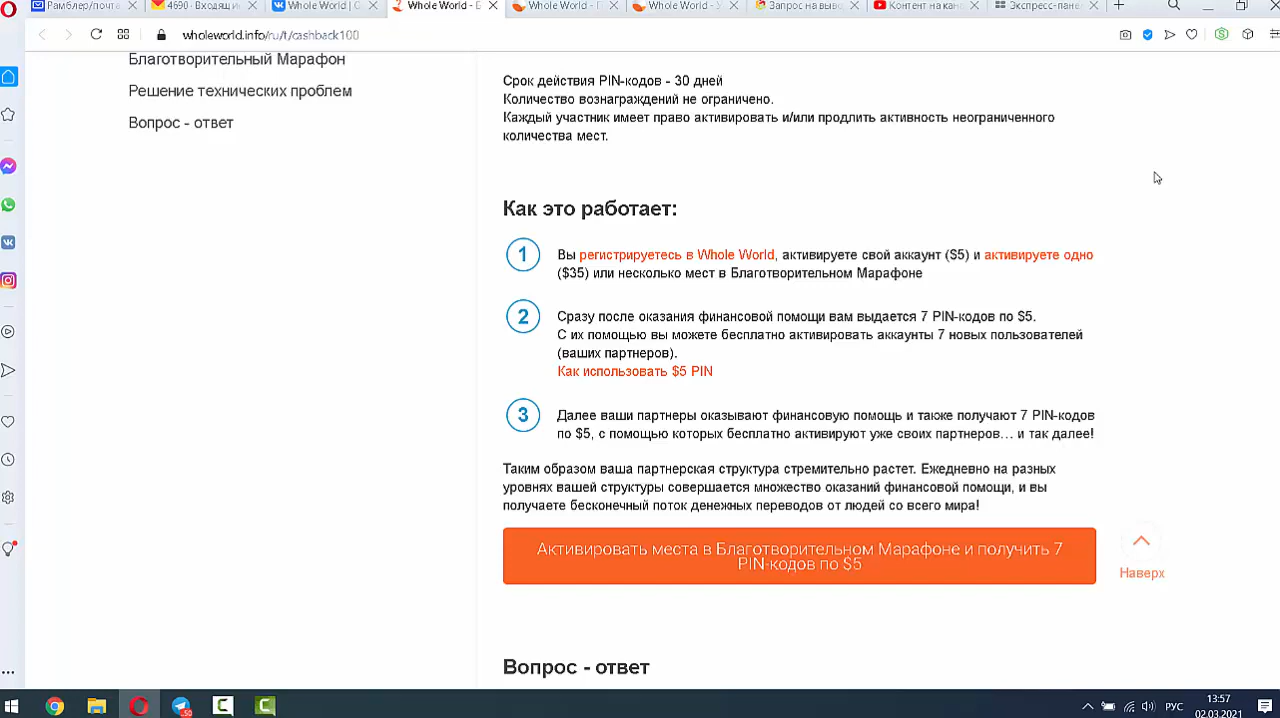 Рамблер/почта
4690 · Входящи
Whole World | С
Whole World - Б
Whole World - Г
Whole World - У
Запрос на выво
Контент на кан
Экспресс-панел
wholeworld.info/ru/t/cashback100
Благотворительный Марафон
Решение технических проблем
Вопрос - ответ
Срок действия PIN-кодов - 30 дней
Количество вознаграждений не ограничено.
Каждый участник имеет право активировать и/или продлить активность неограниченного
количества мест.
Как это работает:
1
Вы регистрируетесь в Whole World, активируете свой аккаунт ($5) и активируете одно
($35) или несколько мест в Благотворительном Марафоне
2
Сразу после оказания финансовой помощи вам выдается 7 PIN-кодов по $5.
С их помощью вы можете бесплатно активировать аккаунты 7 новых пользователей
(ваших партнеров).
Как использовать $5 PIN
3
Далее ваши партнеры оказывают финансовую помощь и также получают 7 PIN-кодов
по $5, с помощью которых бесплатно активируют уже своих партнеров... и так далее!
Таким образом ваша партнерская структура стремительно растет. Ежедневно на разных
уровнях вашей структуры совершается множество оказаний финансовой помощи, и вы
получаете бесконечный поток денежных переводов от людей со всего мира!
Активировать места в Благотворительном Марафоне и получить 7
PIN-кодов по $5
Наверх
Вопрос - ответ
50
РУС
13:57
02.03.2021